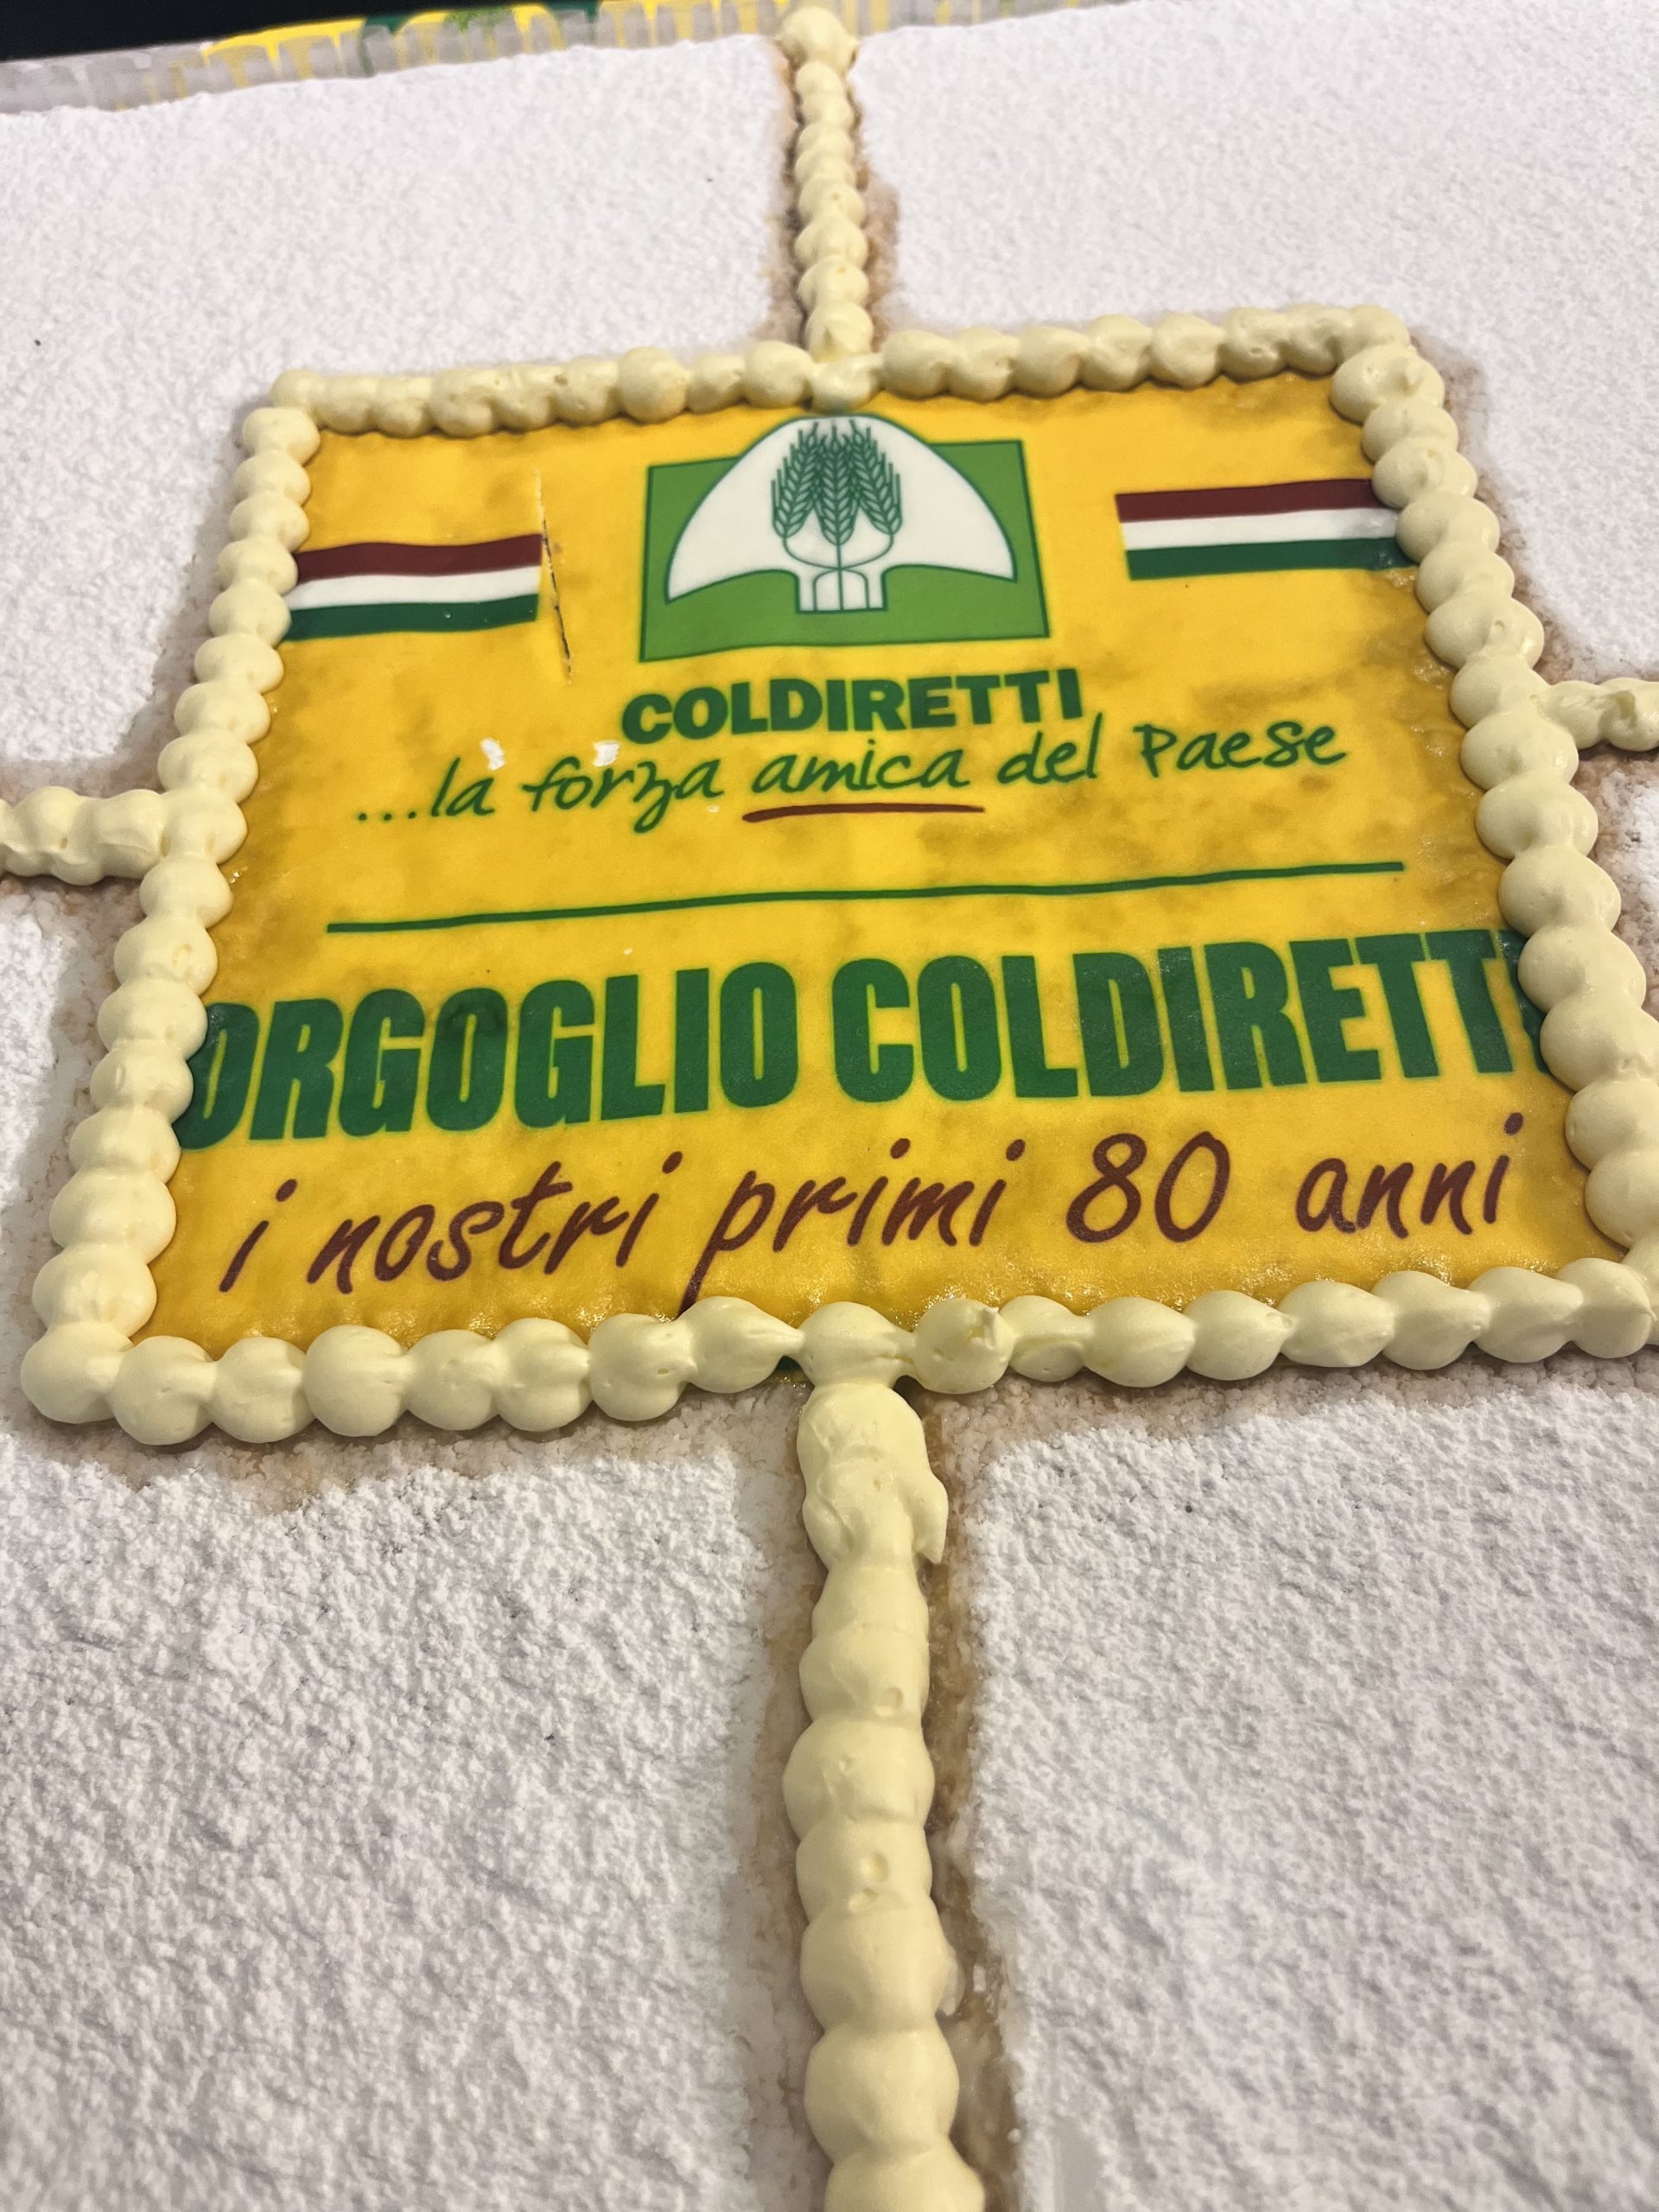 COLDIRETTI
...la forza amica del Paese
ORGOGLIO COLDIRETTI
i nostri primi 80 anni